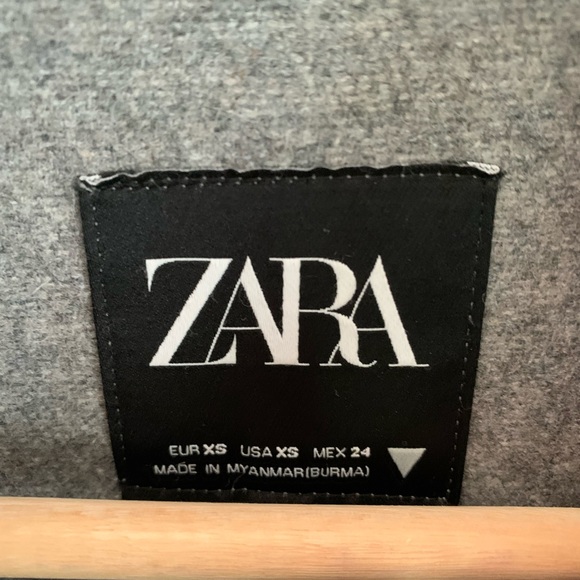 ZARA
EUR XS USA XS MEX 24
MADE IN MYANMAR(BURMA)